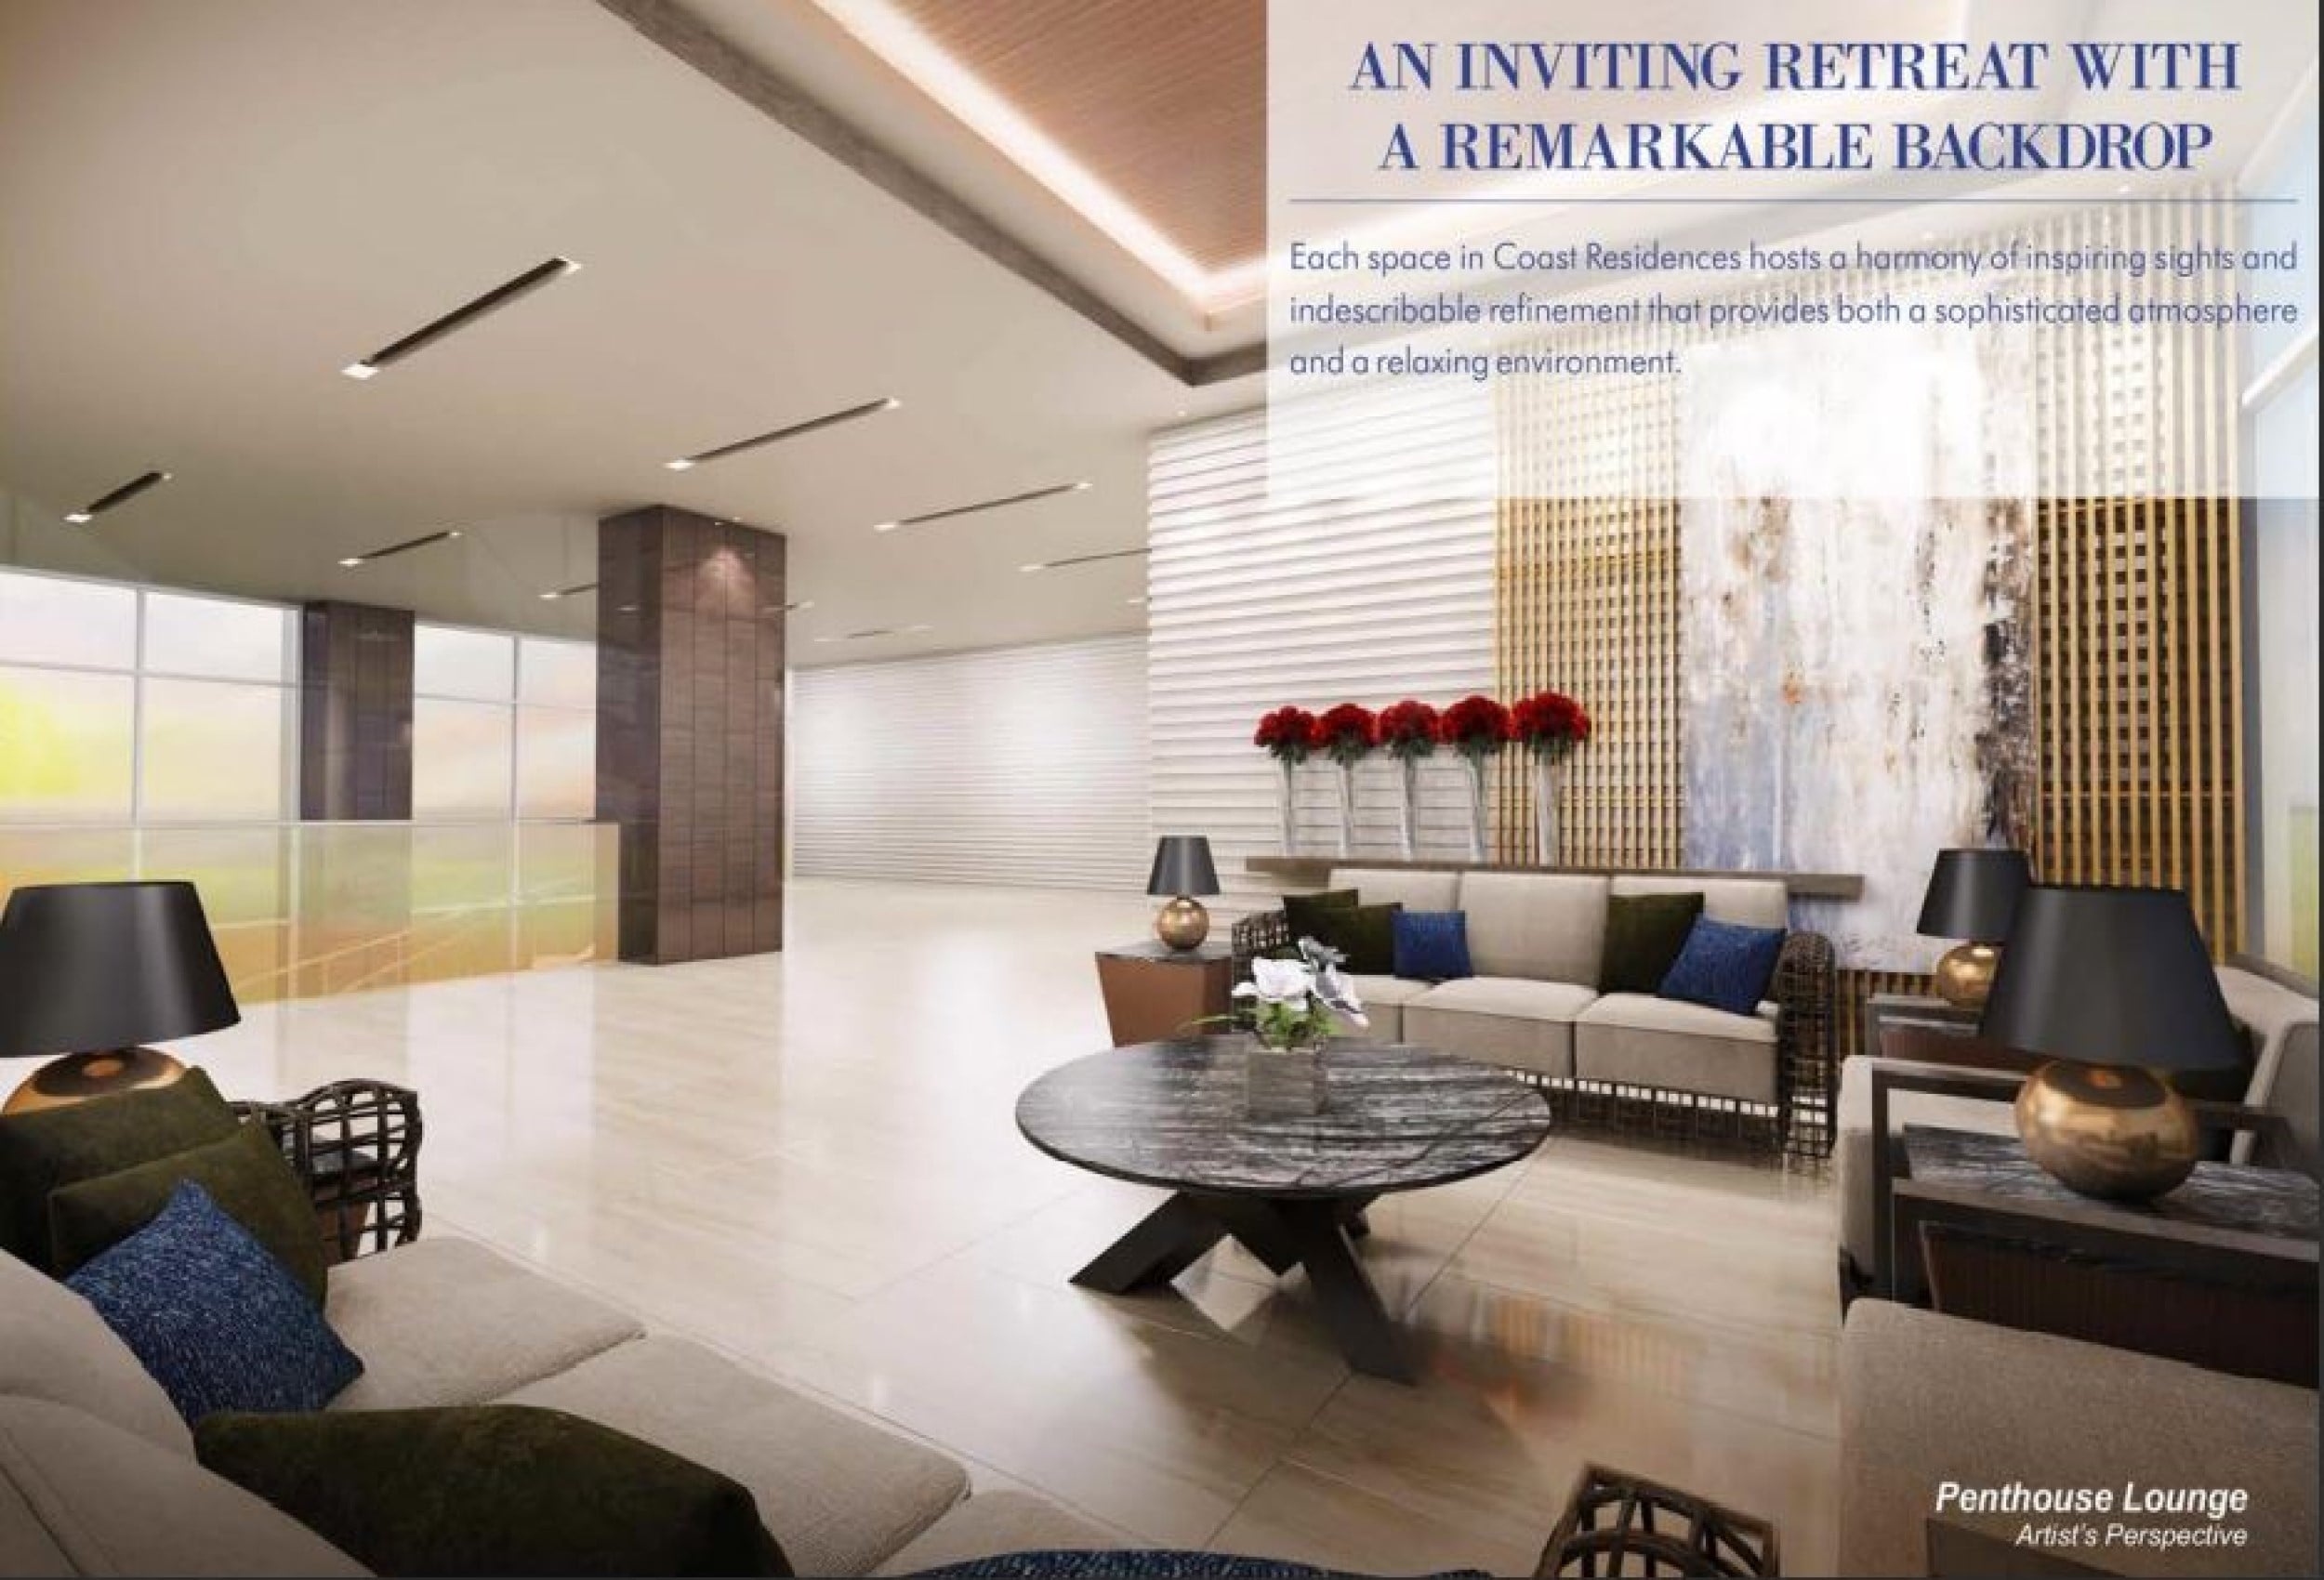 AN INVITING RETREAT WITH
A REMARKABLE BACKDROP
Each space in Coast Residences hosts a harmony of inspiring sights and
indescribable refinement that provides both a sophisticated atmosphere
and a relaxing environment.
Penthouse Lounge
Artist's Perspective